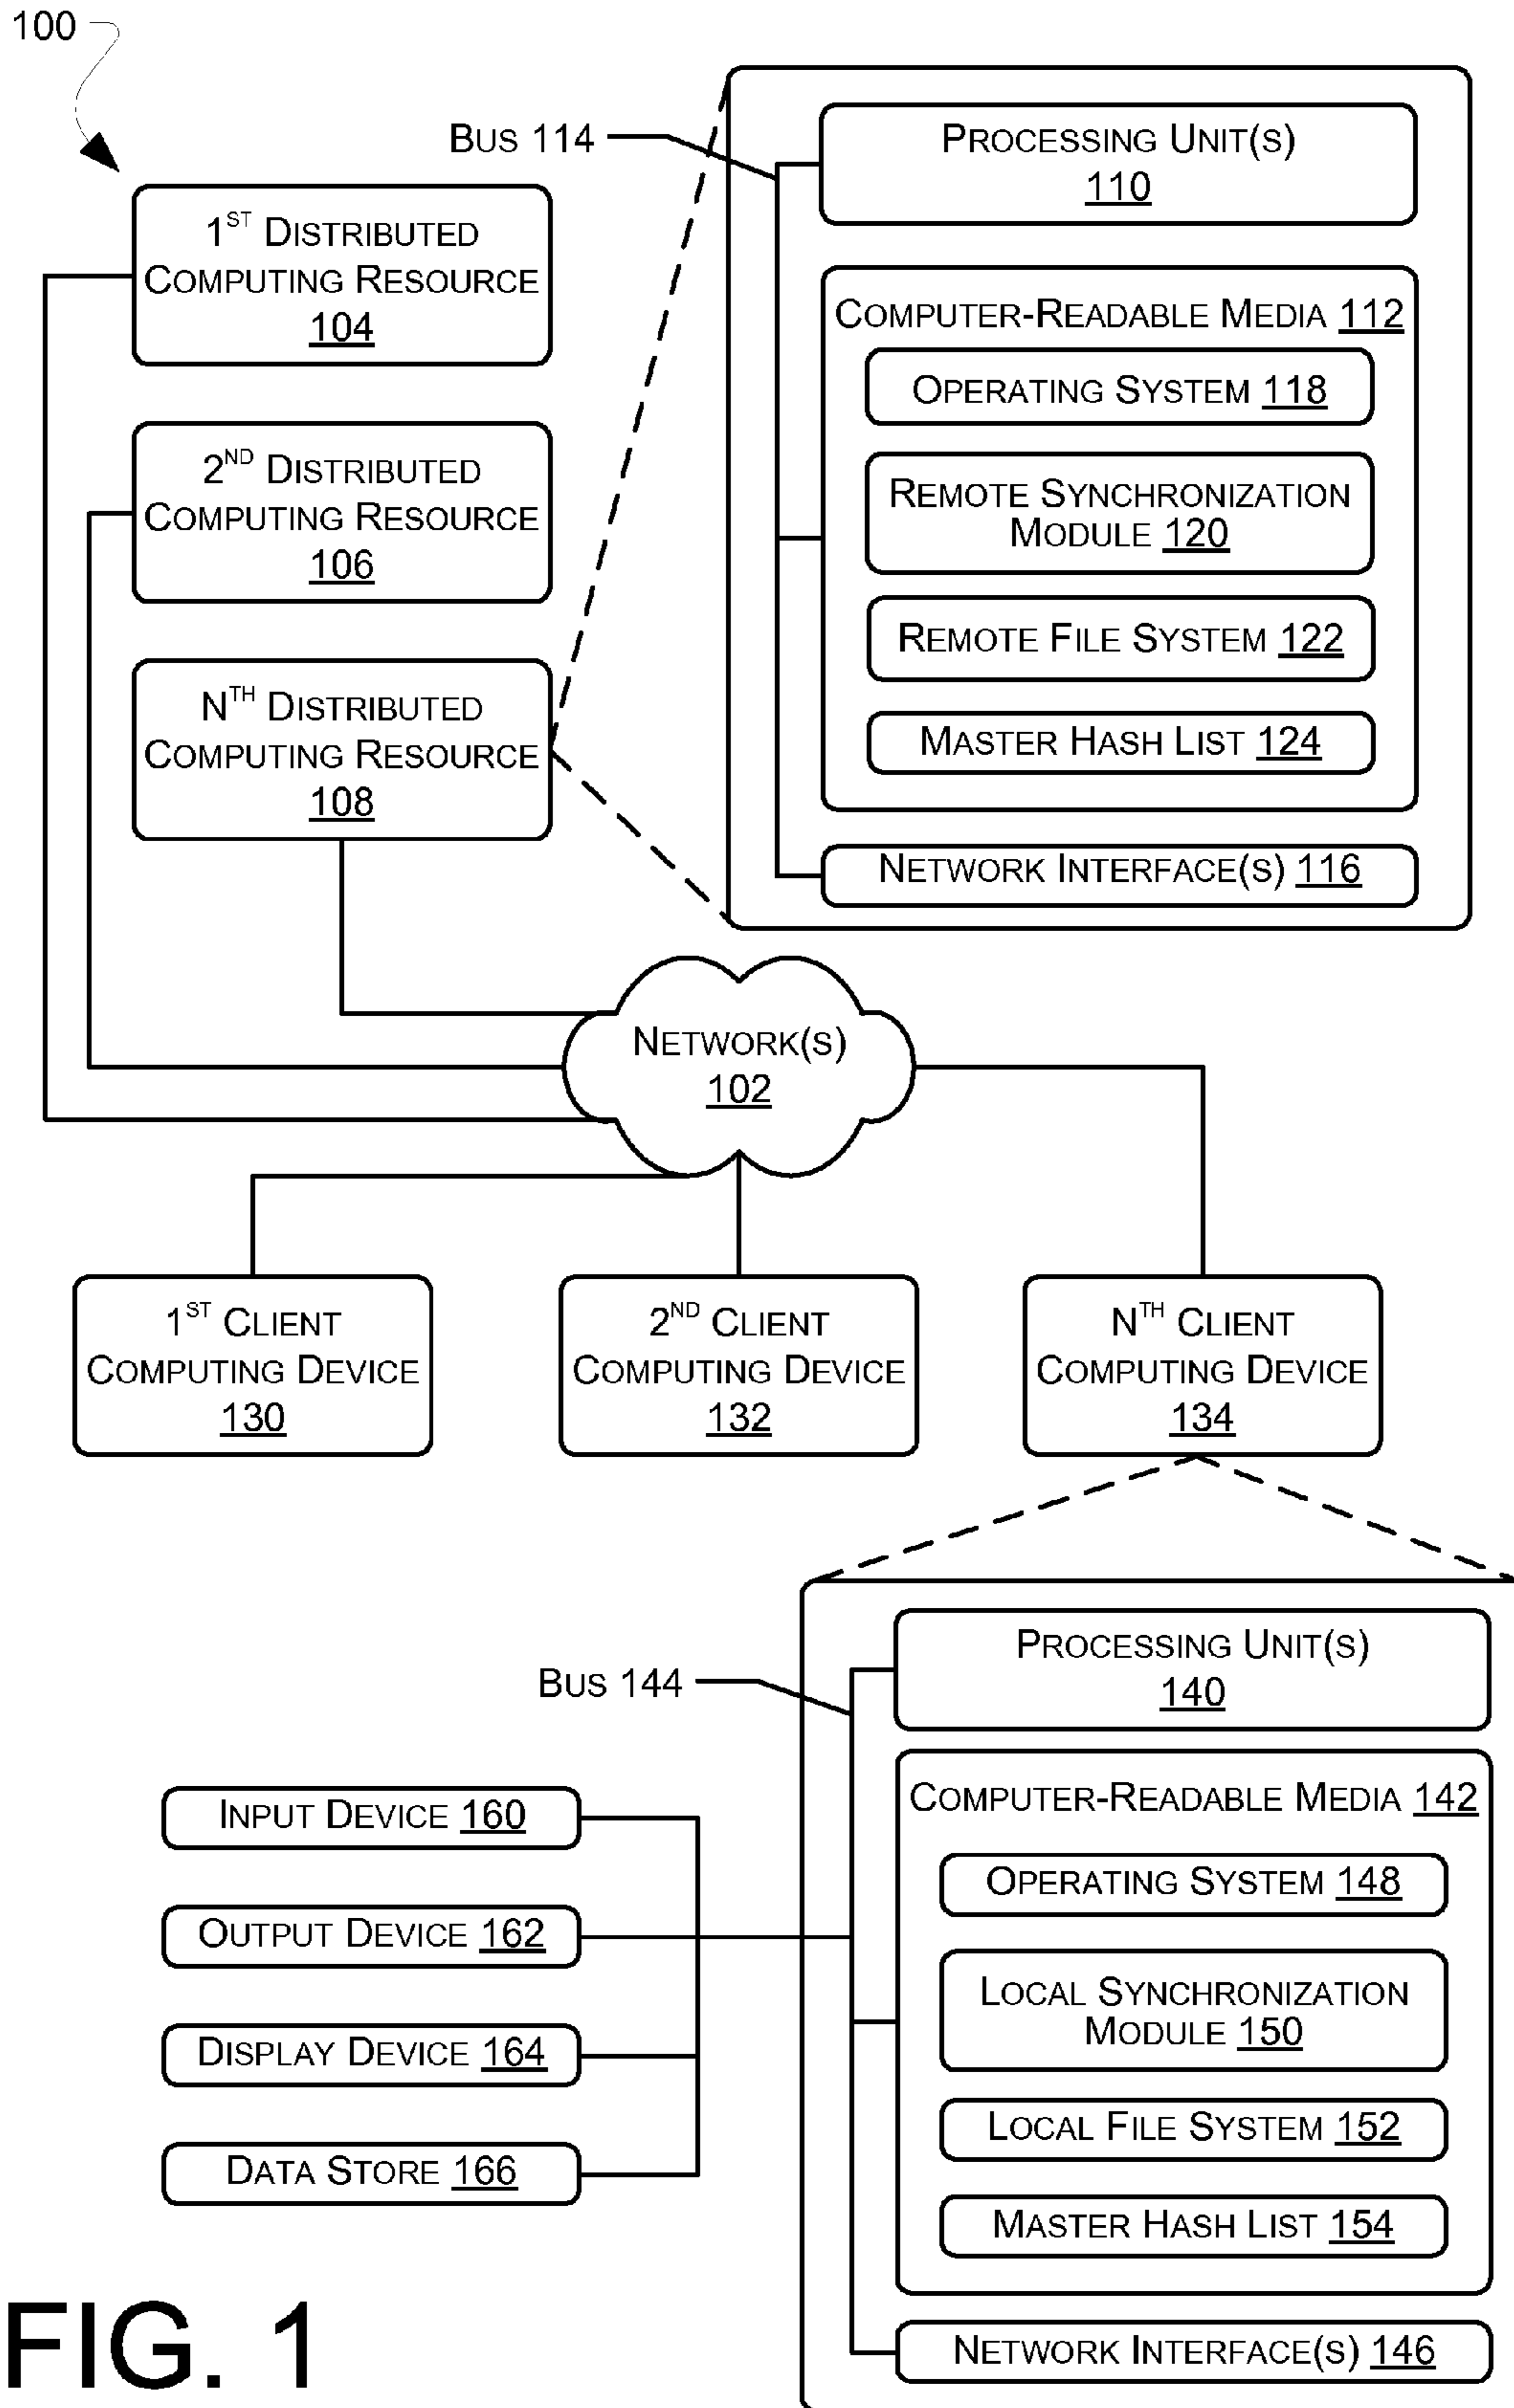 100
Bus 114
Processing Unit(s)
110
1st Distributed
Computing Resource
104
Computer-Readable Media 112
Operating System 118
2nd Distributed
Computing Resource
106
Remote Synchronization
Module 120
Remote File System 122
Nth Distributed
Computing Resource
108
Master Hash List 124
Network Interface(s) 116
Network(s)
102
1st Client
Computing Device
130
2nd Client
Computing Device
132
Nth Client
Computing Device
134
Processing Unit(s)
140
Bus 144
Computer-Readable Media 142
Input Device 160
Operating System 148
Output Device 162
Local Synchronization
Module 150
Display Device 164
Local File System 152
Data Store 166
Master Hash List 154
Network Interface(s) 146
FIG. 1